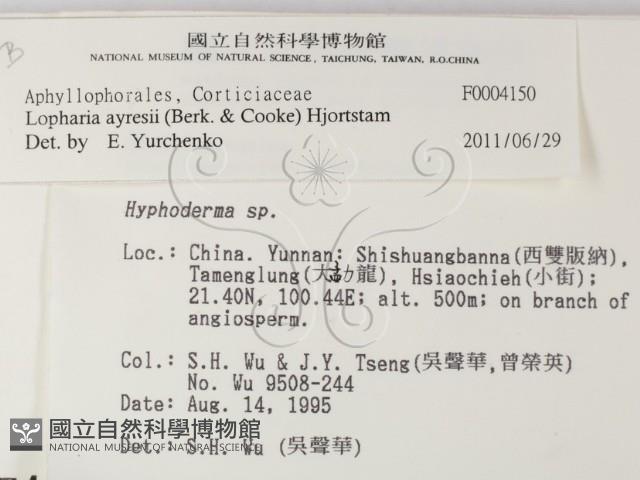 B
國立自然科學博物館
NATIONAL MUSEUM OF NATURAL SCIENCE, TAICHUNG, TAIWAN, R.O.CHINA
Aphyllophorales, Corticiaceae F0004150
Lopharia ayresii (Berk. & Cooke) Hjortstam
Det. by E. Yurchenko 2011/06/29
Hyphoderma sp.
Loc.: China. Yunnan: Shishuangbanna(西雙版納),
Tamenglung(大勐龍), Hsiaochieh(小街);
21.40N, 100.44E; alt. 500m; on branch of
angiosperm.
Col.: S.H. Wu & J.Y. Tseng(吳聲華,曾榮英)
No. Wu 9508-244
Date: Aug. 14, 1995
Det.: S.H. Wu (吳聲華)
國立自然科學博物館
NATIONAL MUSEUM OF NATURAL SCIENCE